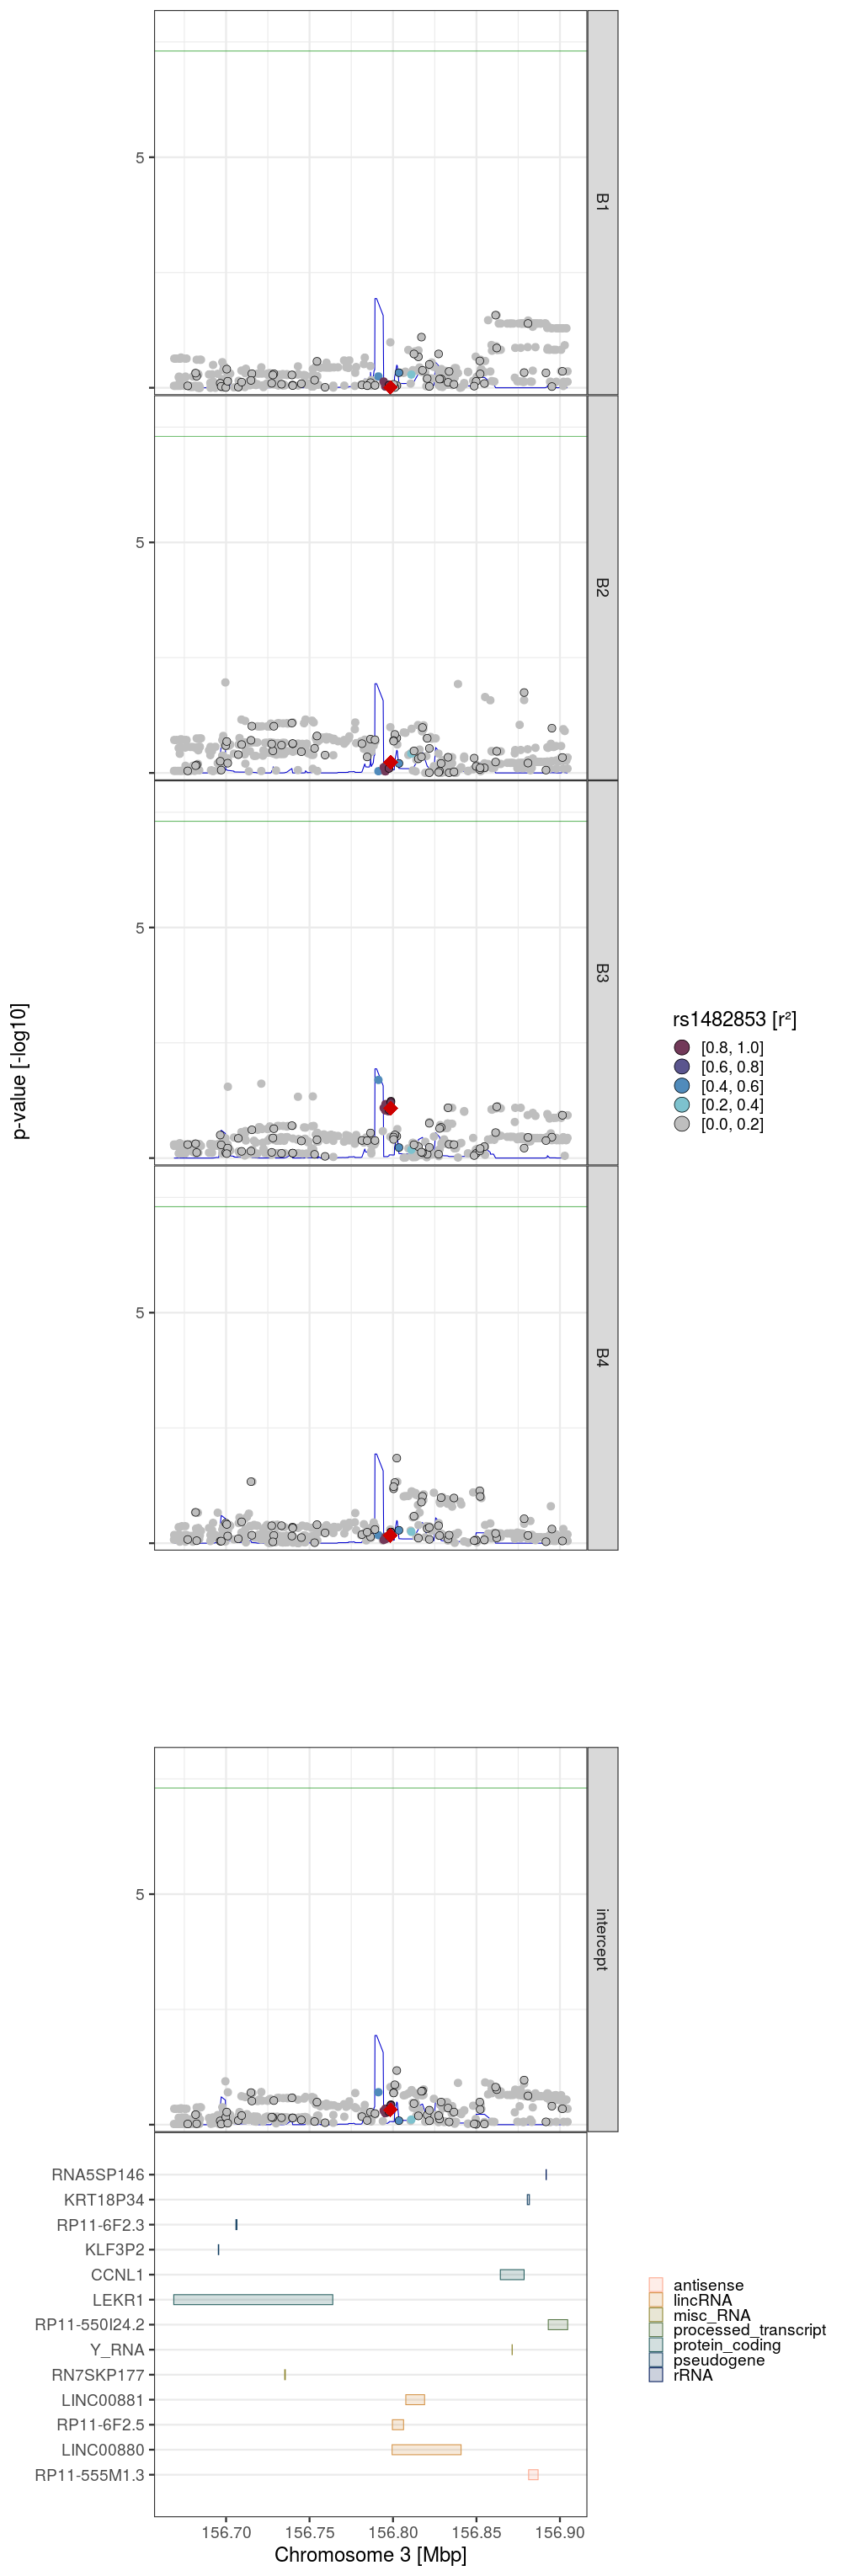 5
B1
5
B2
5
B3
p-value [-log10]
rs1482853 [r²]
[0.8, 1.0]
[0.6, 0.8]
[0.4, 0.6]
[0.2, 0.4]
[0.0, 0.2]
5
B4
5
intercept
RNA5SP146
KRT18P34
RP11-6F2.3
KLF3P2
CCNL1
LEKR1
RP11-550I24.2
Y_RNA
RN7SKP177
LINC00881
RP11-6F2.5
LINC00880
RP11-555M1.3
antisense
lincRNA
misc_RNA
processed_transcript
protein_coding
pseudogene
rRNA
156.70 156.75 156.80 156.85 156.90
Chromosome 3 [Mbp]